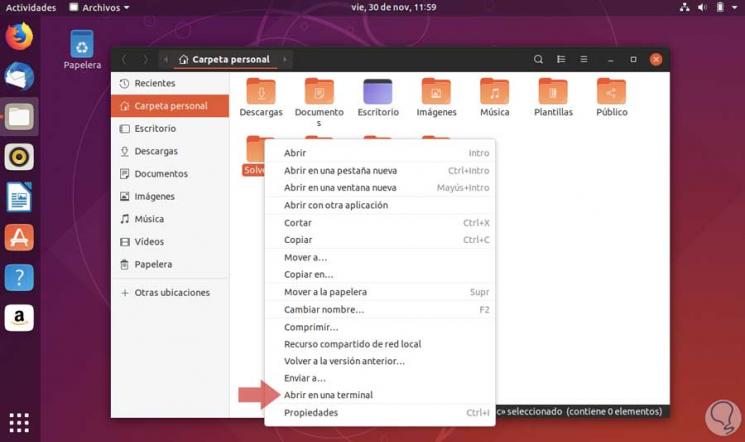 Actividades
Archivos
vie, 30 de nov, 11:59
Papelera
Carpeta personal
Recientes
Carpeta personal
Escritorio
Descargas
Documentos
Imágenes
Música
Vídeos
Papelera
+ Otras ubicaciones
Descargas
Documento
s
Escritorio
Imágenes
Música
Plantillas
Público
Abrir Intro
Abrir en una pestaña nueva Ctrl+Intro
Abrir en una ventana nueva Mayús+Intro
Abrir con otra aplicación
Cortar Ctrl+X
Copiar Ctrl+C
Mover a…
Copiar en…
Mover a la papelera Supr
Cambiar nombre… F2
Comprimir…
Recurso compartido de red local
Volver a la versión anterior…
Enviar a…
Abrir en una terminal
Propiedades Ctrl+I
c» seleccionado (contiene 0 elementos)